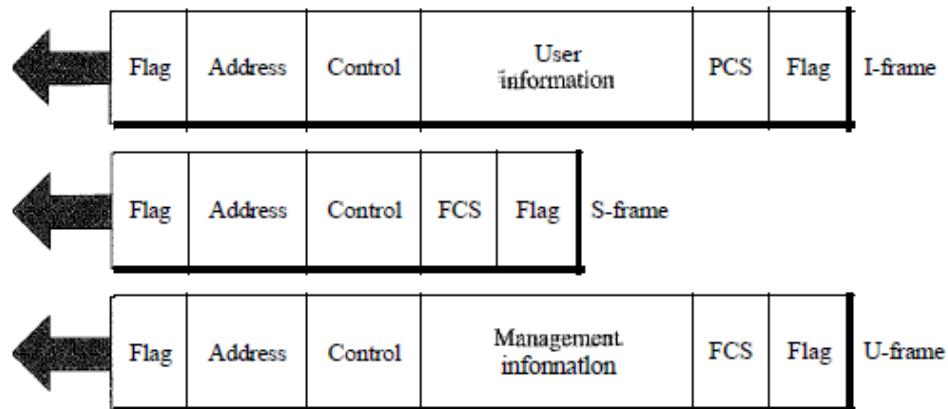 Flag Address Control User information PCS Flag I-frame
Flag Address Control FCS Flag S-frame
Flag Address Control Management. infonnatlon FCS Flag U-frame